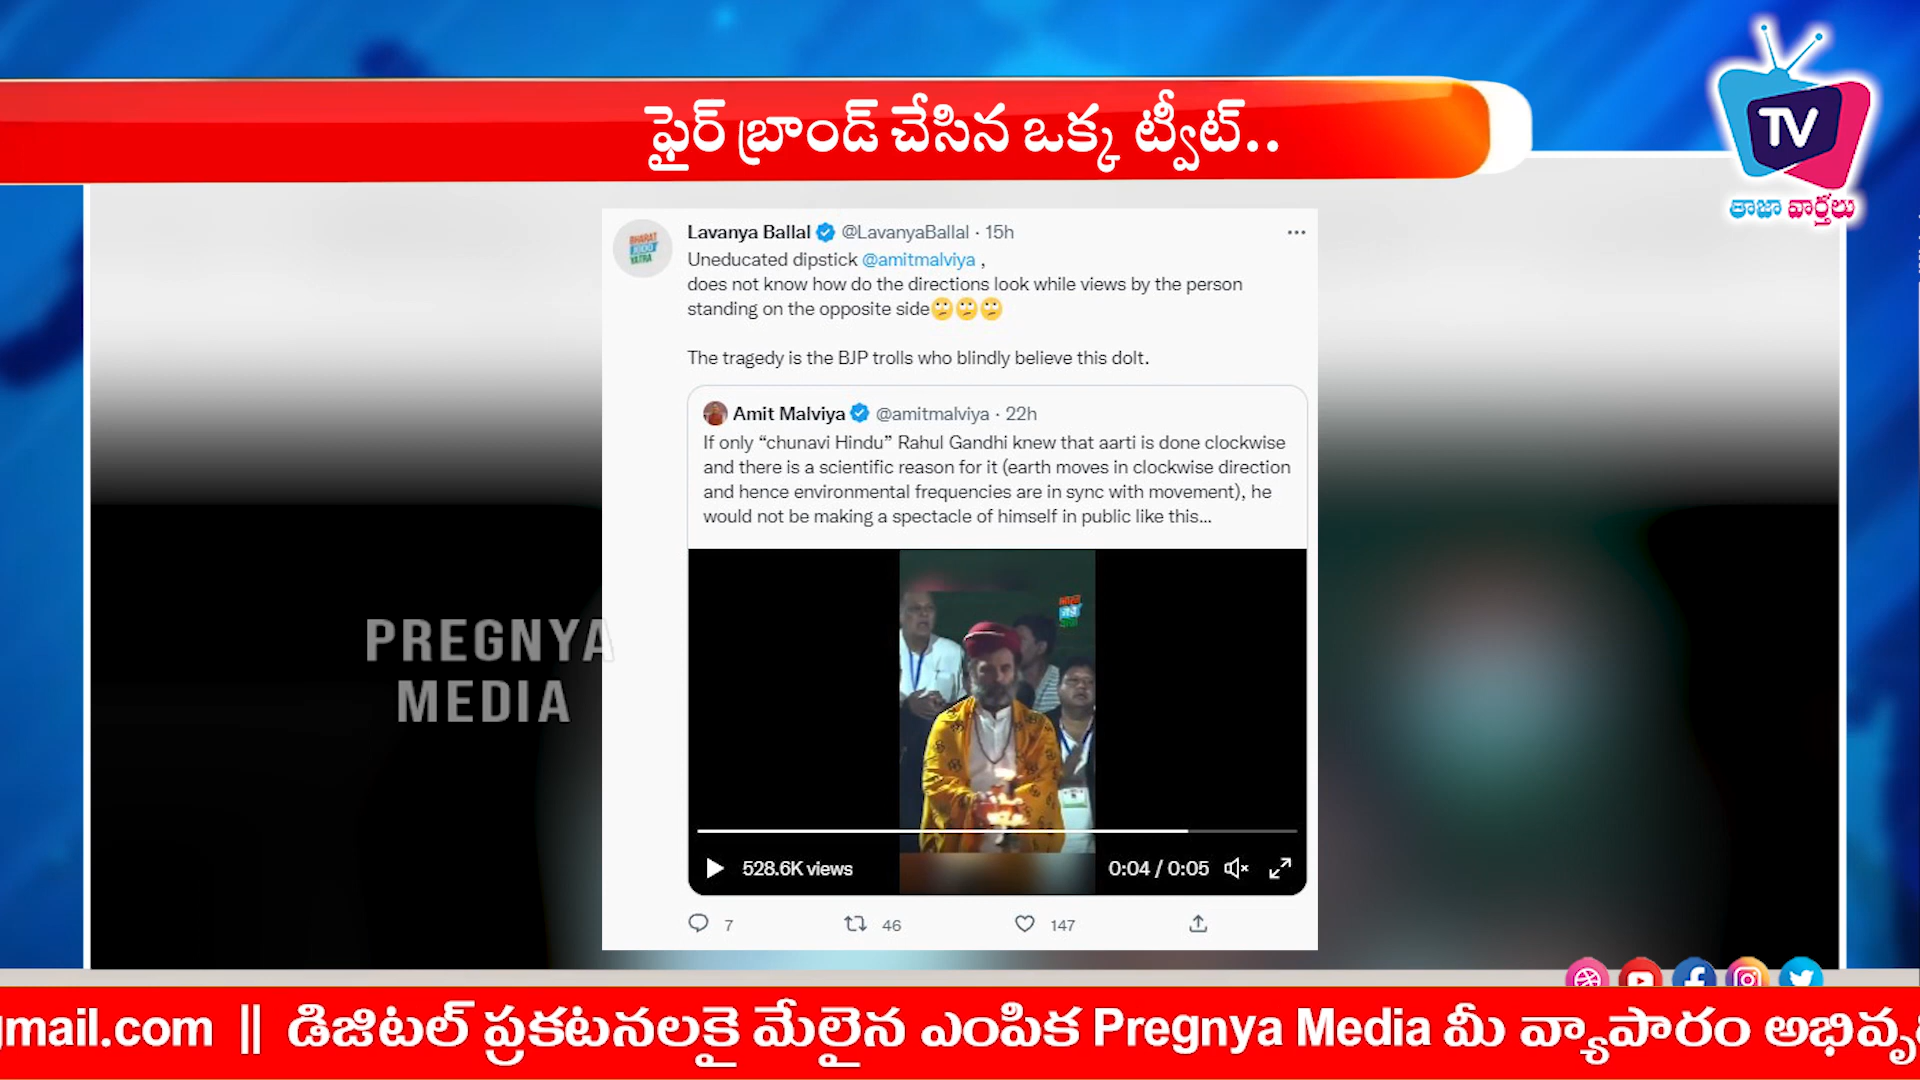 ఫైర్ బ్రాండ్ చేసిన ఒక్క ట్వీట్..
TV
తాజా వార్తలు
BHARAT
JODO
YATRA
Lavanya Ballal @LavanyaBallal · 15h
Uneducated dipstick @amitmalviya ,
does not know how do the directions look while views by the person
standing on the opposite side🙄🙄🙄
The tragedy is the BJP trolls who blindly believe this dolt.
Amit Malviya @amitmalviya · 22h
If only “chunavi Hindu” Rahul Gandhi knew that aarti is done clockwise
and there is a scientific reason for it (earth moves in clockwise direction
and hence environmental frequencies are in sync with movement), he
would not be making a spectacle of himself in public like this...
PREGNYA
MEDIA
528.6K views
0:04 / 0:05
7 46 147
gmail.com || డిజిటల్ ప్రకటనలకై మేలైన ఎంపిక Pregnya Media మీ వ్యాపారం